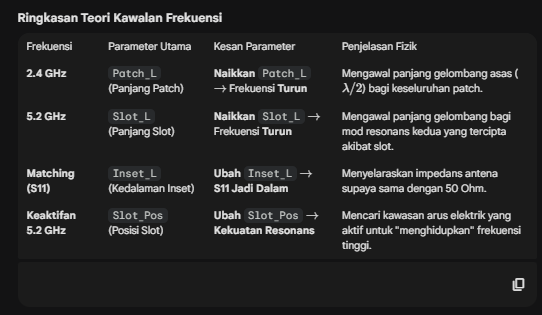 Ringkasan Teori Kawalan Frekuensi
Frekuensi Parameter Utama Kesan Parameter Penjelasan Fizik
2.4 GHz Patch_L Naikkan Patch_L Mengawal panjang gelombang asas (
(Panjang Patch) → Frekuensi Turun λ/2) bagi keseluruhan patch.
5.2 GHz Slot_L Naikkan Slot_L → Mengawal panjang gelombang bagi
(Panjang Slot) Frekuensi Turun mod resonans kedua yang tercipta
akibat slot.
Matching Inset_L Ubah Inset_L → Menyelaraskan impedans antena
(S11) (Kedalaman Inset) S11 Jadi Dalam supaya sama dengan 50 Ohm.
Keaktifan Slot_Pos Ubah Slot_Pos → Mencari kawasan arus elektrik yang
5.2 GHz (Posisi Slot) Kekuatan Resonans aktif untuk "menghidupkan" frekuensi
tinggi.